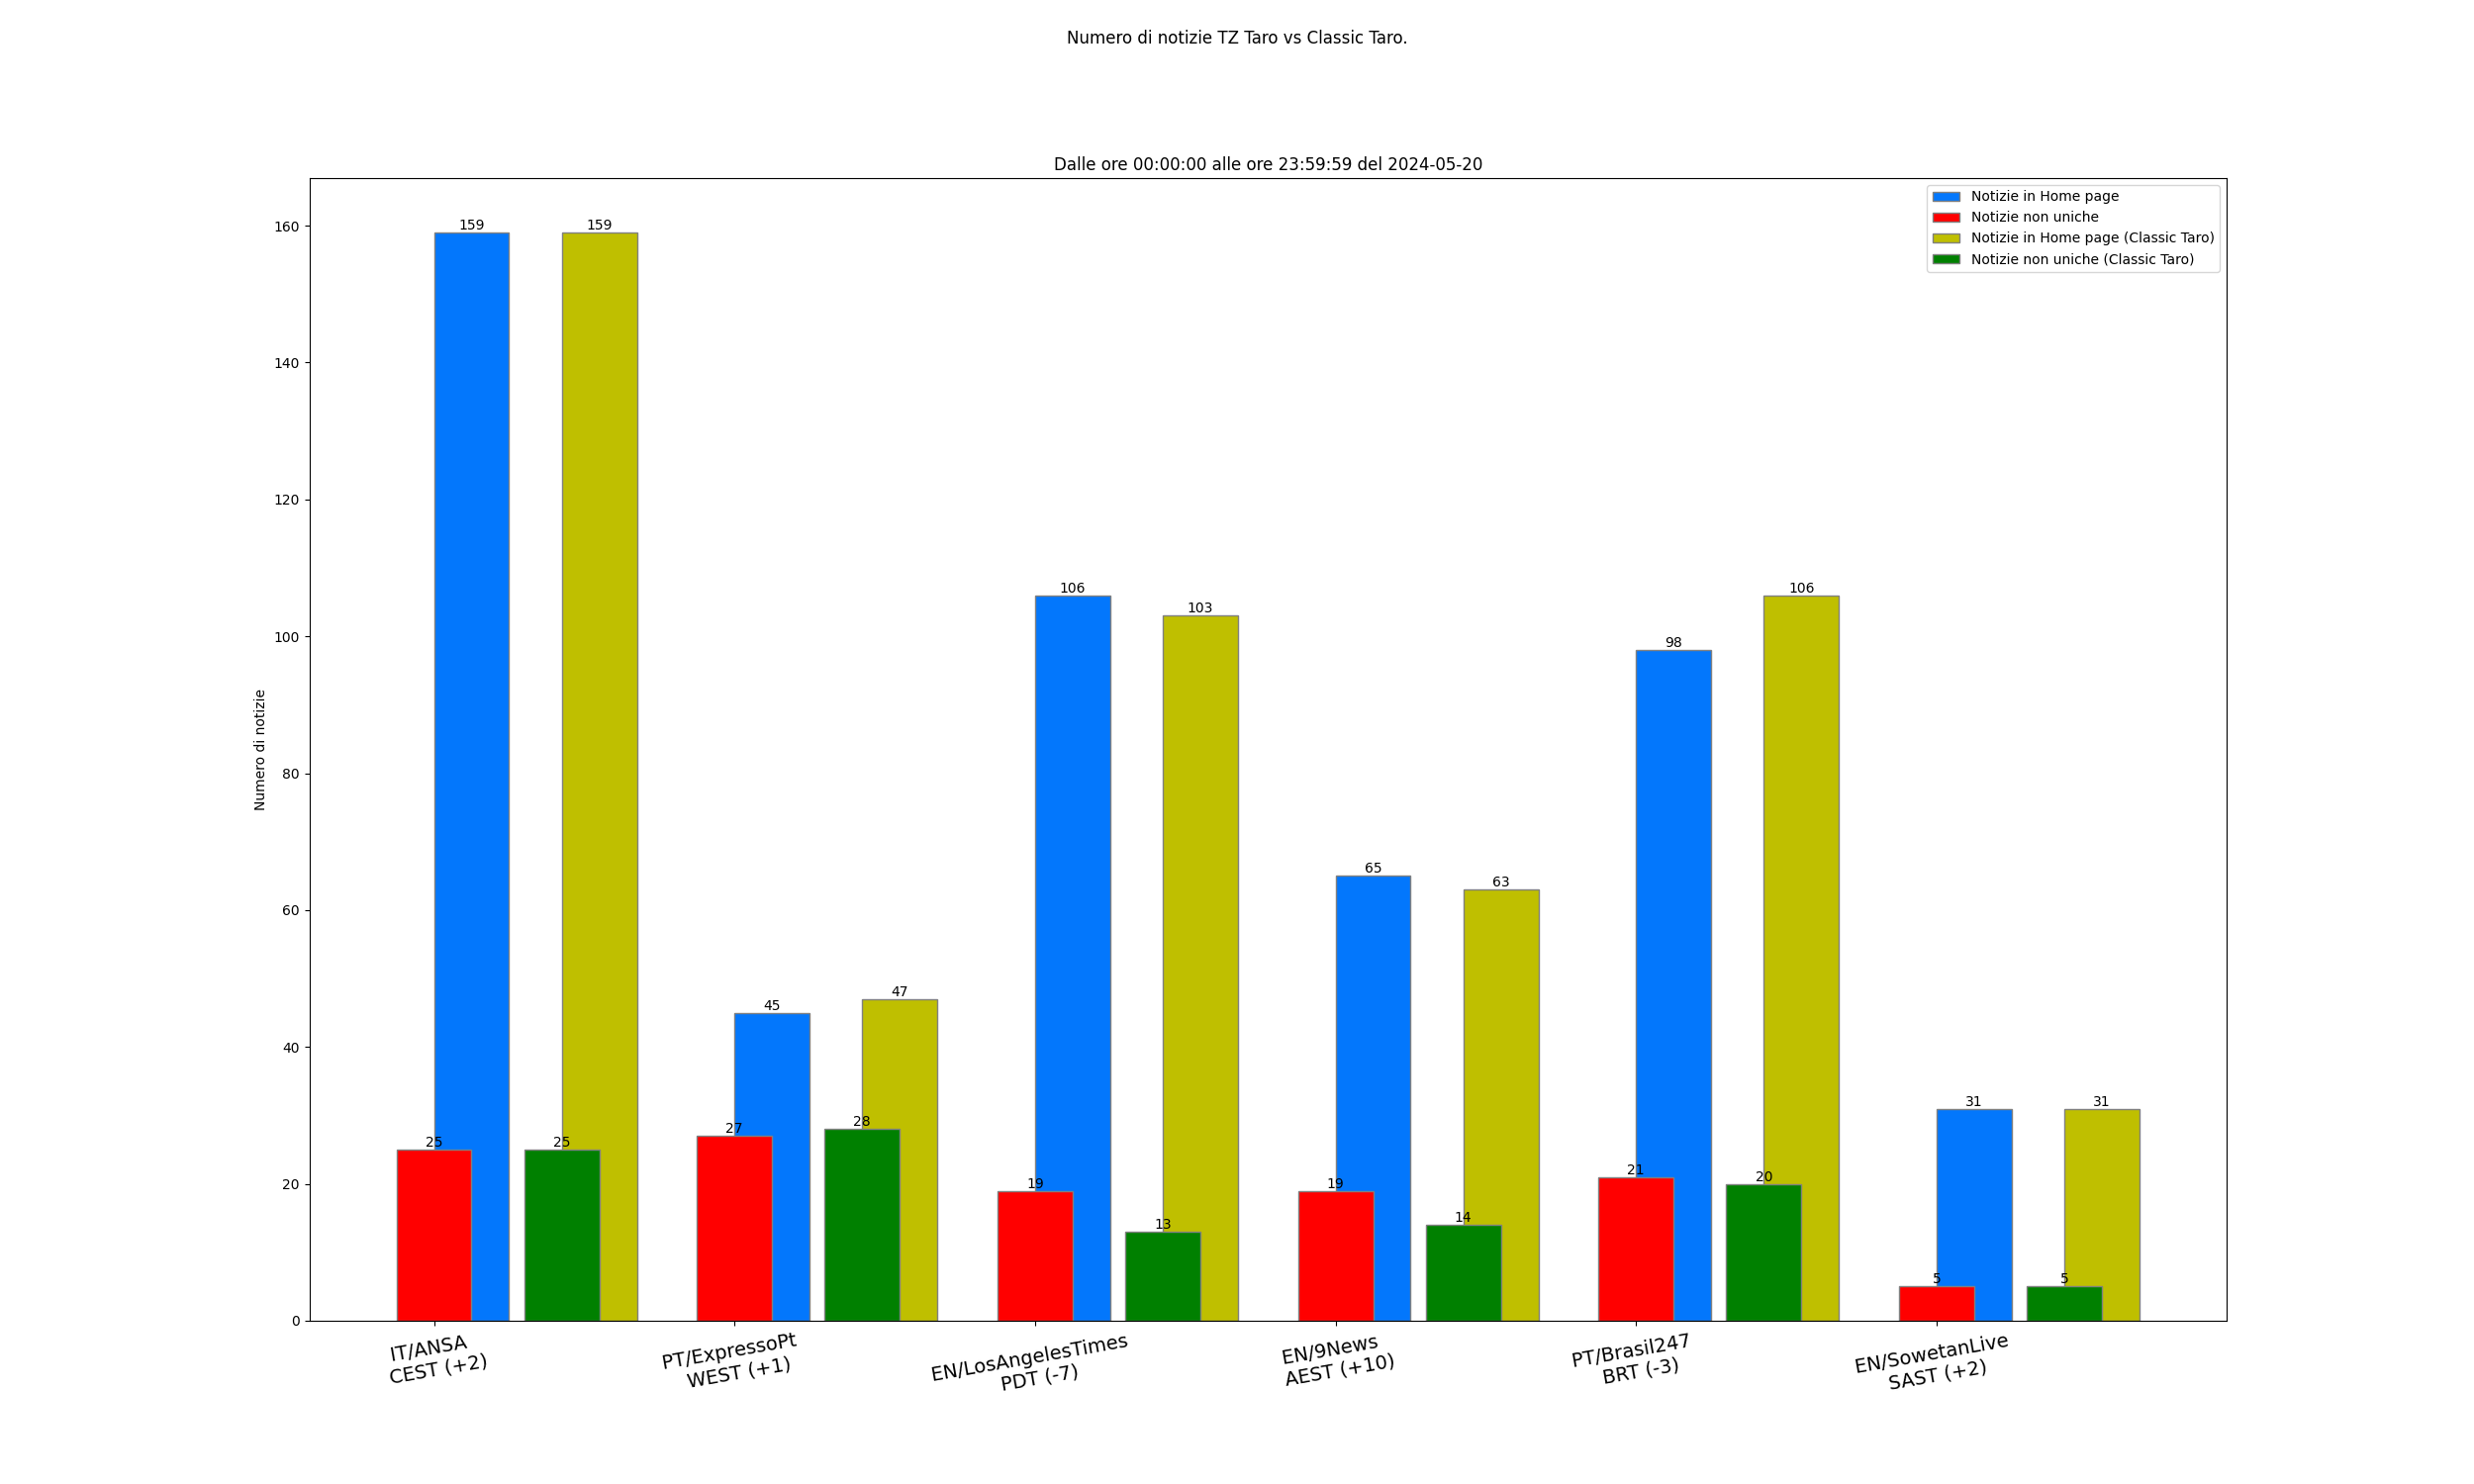 Numero di notizie TZ Taro vs Classic Taro.
Dalle ore 00:00:00 alle ore 23:59:59 del 2024-05-20
Notizie in Home page
Notizie non uniche
Notizie in Home page (Classic Taro)
Notizie non uniche (Classic Taro)
Numero di notizie
160
140
120
100
80
60
40
20
0
159
159
25
25
45
47
27
28
106
103
19
13
65
63
19
14
98
106
21
20
31
31
5
5
IT/ANSA
CEST (+2)
PT/ExpressoPt
WEST (+1)
EN/LosAngelesTimes
PDT (-7)
EN/9News
AEST (+10)
PT/Brasil247
BRT (-3)
EN/SowetanLive
SAST (+2)